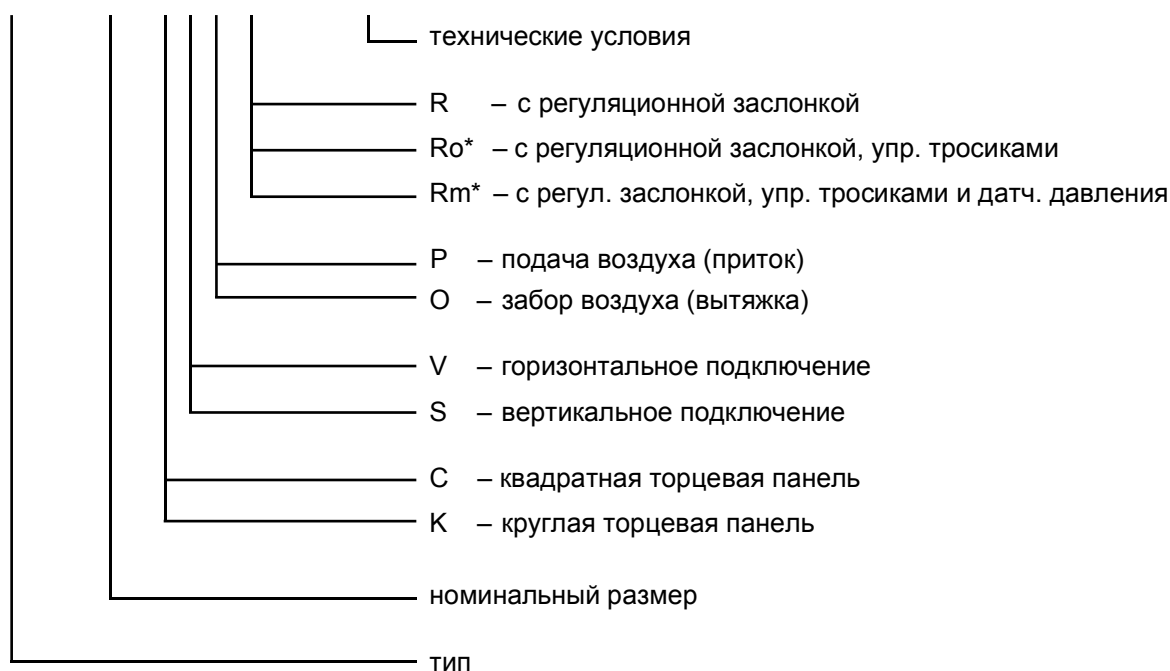 технические условия
R – с регуляционной заслонкой
Ro* – с регуляционной заслонкой, упр. тросиками
Rm* – с регул. заслонкой, упр. тросиками и датч. давления
P – подача воздуха (приток)
O – забор воздуха (вытяжка)
V – горизонтальное подключение
S – вертикальное подключение
C – квадратная торцевая панель
K – круглая торцевая панель
номинальный размер
тип